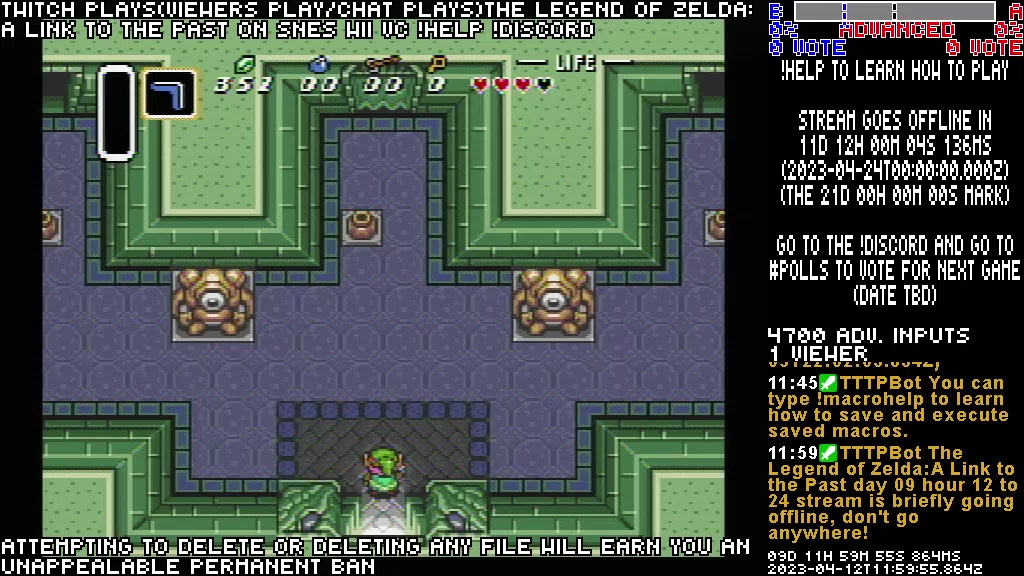 TWITCH PLAYS(VIEWERS PLAY/CHAT PLAYS)THE LEGEND OF ZELDA:
A LINK TO THE PAST ON SNES WII VC !HELP !DISCORD
352 00 00 0
LIFE
ATTEMPTING TO DELETE OR DELETING ANY FILE WILL EARN YOU AN
UNAPPEALABLE PERMANENT BAN
B A
0% ADVANCED 0%
0 VOTE 0 VOTE
!HELP TO LEARN HOW TO PLAY
STREAM GOES OFFLINE IN
11D 12H 00M 04S 136MS
(2023-04-24T00:00:00.000Z)
(THE 21D 00H 00M 00S MARK)
GO TO THE !DISCORD AND GO TO
#POLLS TO VOTE FOR NEXT GAME
(DATE TBD)
4700 ADV. INPUTS
1 VIEWER
11:45 TTTPBot You can
type !macrohelp to learn
how to save and execute
saved macros.
11:59 TTTPBot The
Legend of Zelda:A Link to
the Past day 09 hour 12 to
24 stream is briefly going
offline, don't go
anywhere!
09D 11H 59M 55S 864MS
2023-04-12T11:59:55.864Z